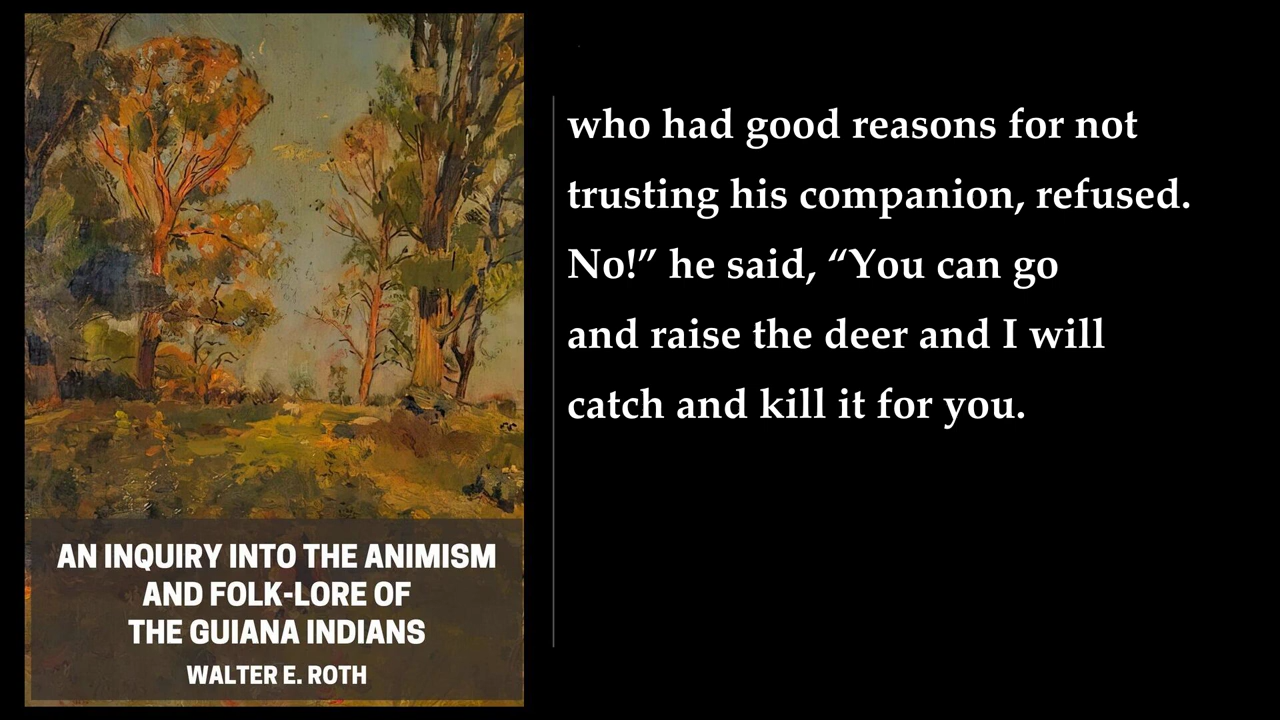 who had good reasons for not
trusting his companion, refused.
No!” he said, “You can go
and raise the deer and I will
catch and kill it for you.
AN INQUIRY INTO THE ANIMISM
AND FOLK-LORE OF
THE GUIANA INDIANS
WALTER E. ROTH